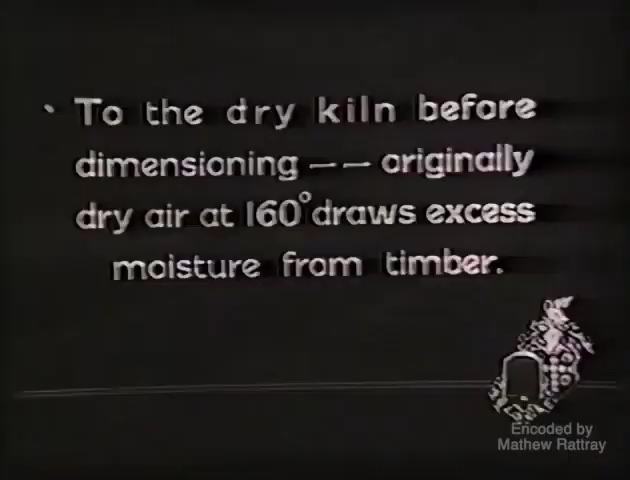 To the dry kiln before
dimensioning —— originally
dry air at 160° draws excess
moisture from timber.
Encoded by
Mathew Rattray